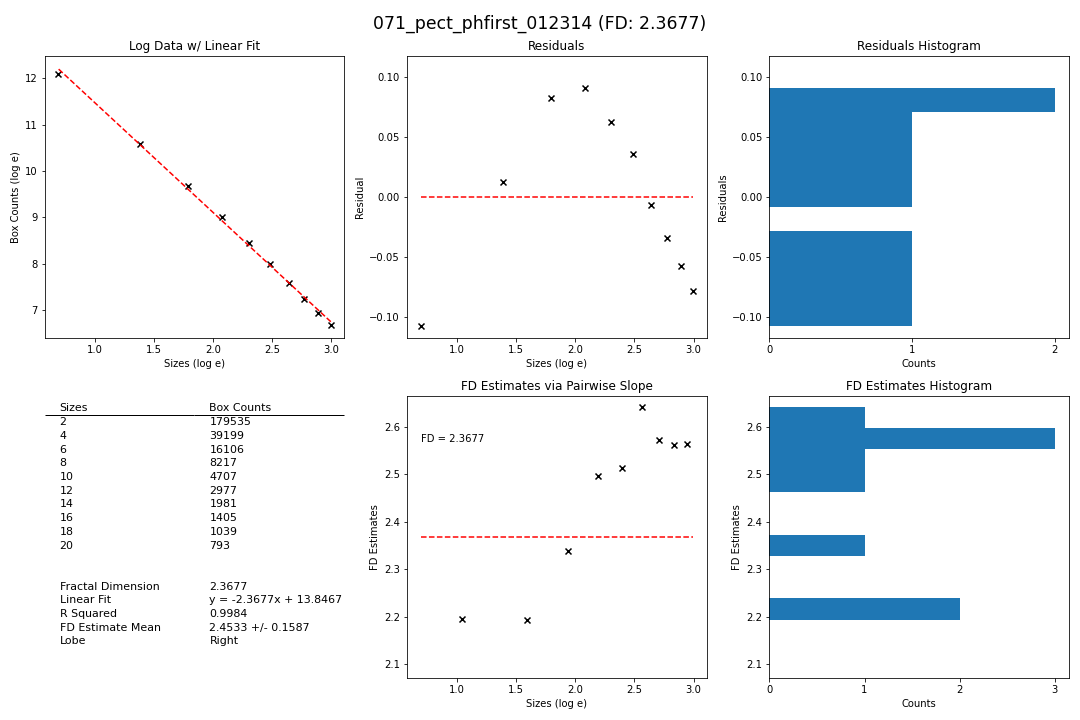 071_pect_phfirst_012314 (FD: 2.3677)
Log Data w/ Linear Fit
12
11
10
9
8
7
Box Counts (log e)
1.0 1.5 2.0 2.5 3.0
Sizes (log e)
Residuals
0.10
0.05
0.00
−0.05
−0.10
Residual
1.0 1.5 2.0 2.5 3.0
Sizes (log e)
Residuals Histogram
0.10
0.05
0.00
−0.05
−0.10
Residuals
0 1 2
Counts
Sizes Box Counts
2 179535
4 39199
6 16106
8 8217
10 4707
12 2977
14 1981
16 1405
18 1039
20 793
Fractal Dimension 2.3677
Linear Fit y = -2.3677x + 13.8467
R Squared 0.9984
FD Estimate Mean 2.4533 +/- 0.1587
Lobe Right
FD Estimates via Pairwise Slope
FD = 2.3677
2.6
2.5
2.4
2.3
2.2
2.1
FD Estimates
1.0 1.5 2.0 2.5 3.0
Sizes (log e)
FD Estimates Histogram
2.6
2.5
2.4
2.3
2.2
2.1
FD Estimates
0 1 2 3
Counts